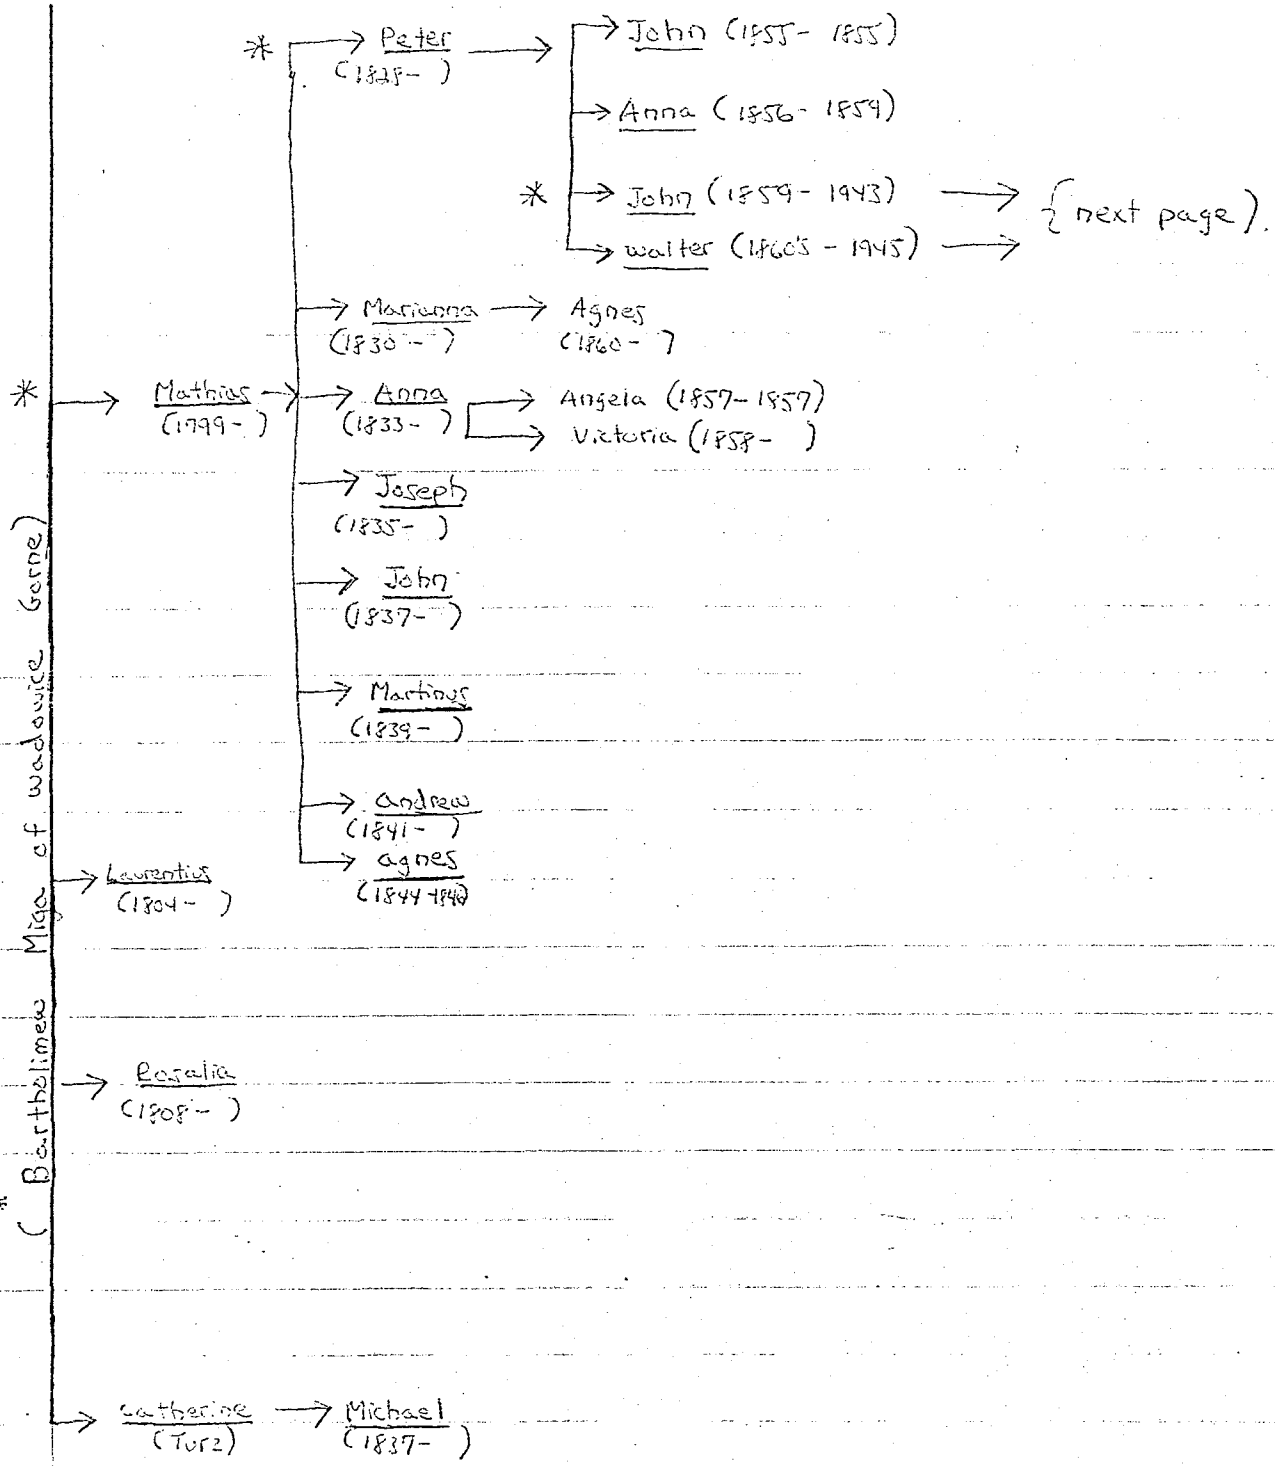 * Peter
(1828- )
John (1855- 1855)
Anna (1856- 1859)
* John (1859- 1943)
{next page).
Walter (1860's - 1945)
Marianna
(1830 - )
Agnes
(1860- )
* Mathias
(1799- )
Anna
(1833- )
Angela (1857-1857)
Victoria (1858- )
Joseph
(1835- )
John
(1837- )
Martinus
(1839- )
Andrew
(1841- )
Agnes
(1844-
Laurentius
(1804- )
Rosalia
(1808- )
Catherine
(Turz)
Michael
(1837- )
(* Bartholimew Miga of Wadowice Gorne)